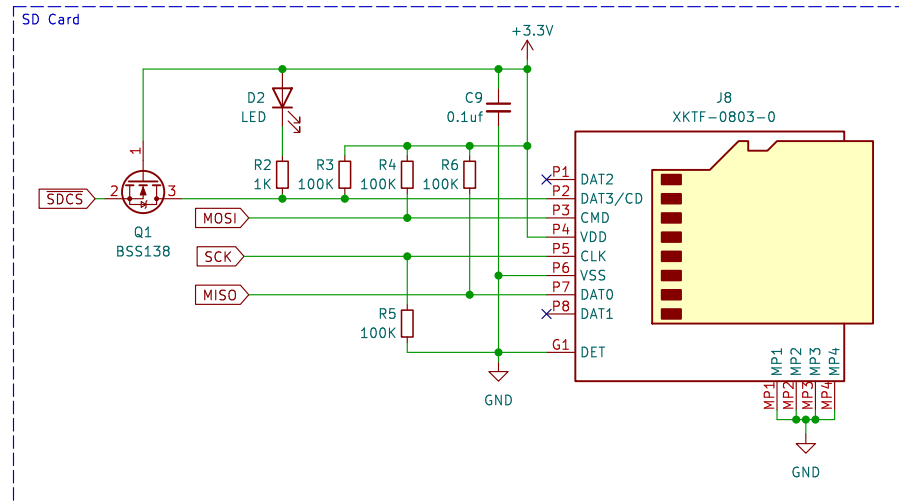 SD Card
+3.3V
D2
LED
C9
0.1uf
J8
XKTF-0803-0
1
R2
1K
R3
100K
R4
100K
R6
100K
P1 DAT2
SDCS
2
3
P2 DAT3/CD
MOSI
P3 CMD
Q1
BSS138
P4 VDD
SCK
P5 CLK
P6 VSS
MISO
P7 DAT0
R5
100K
P8 DAT1
G1 DET
GND
MP1
MP2
MP3
MP4
MP1
MP2
MP3
MP4
GND